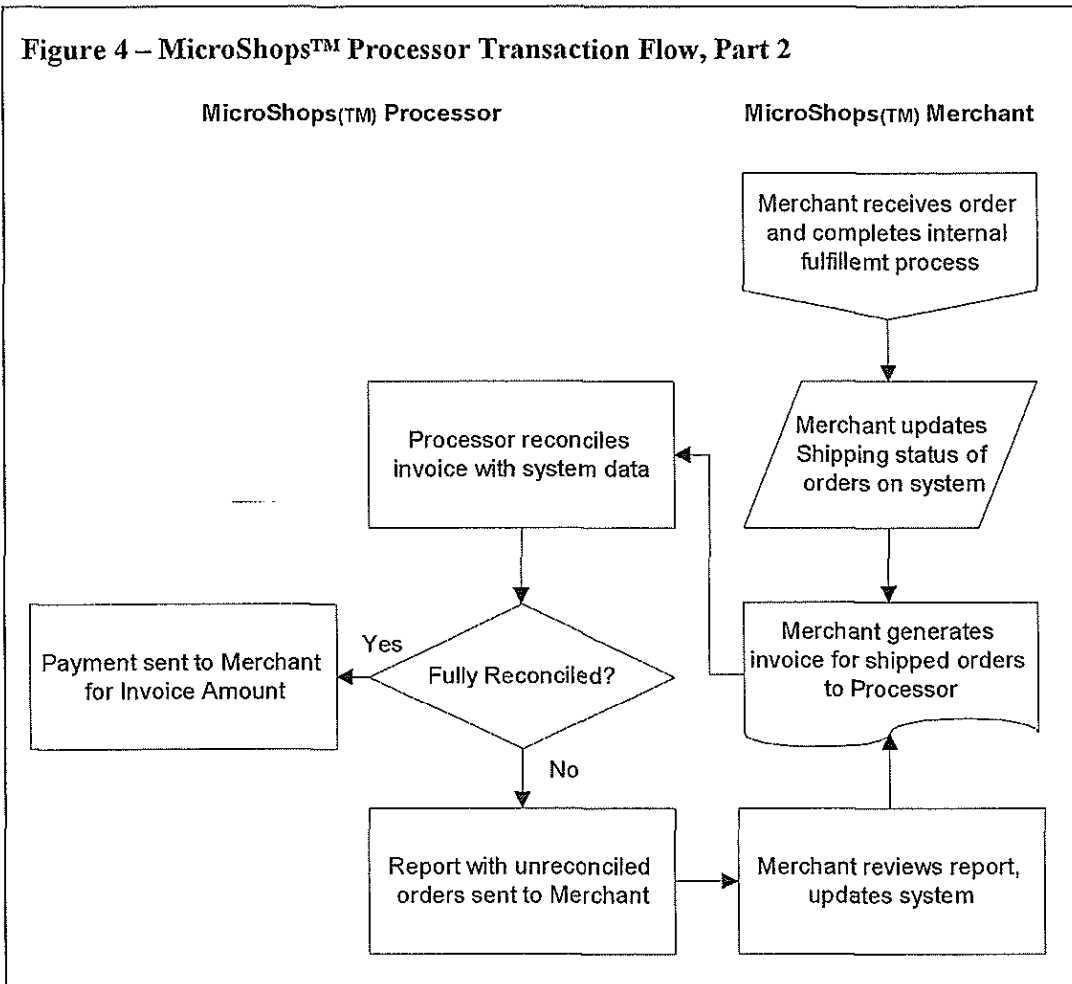 Figure 4 – MicroShops™ Processor Transaction Flow, Part 2
MicroShops(TM) Processor
MicroShops(TM) Merchant
Merchant receives order
and completes internal
fulfillemt process
Merchant updates
Shipping status of
orders on system
Merchant generates
invoice for shipped orders
to Processor
Processor reconciles
invoice with system data
Fully Reconciled?
Yes
Payment sent to Merchant
for Invoice Amount
No
Report with unreconciled
orders sent to Merchant
Merchant reviews report,
updates system